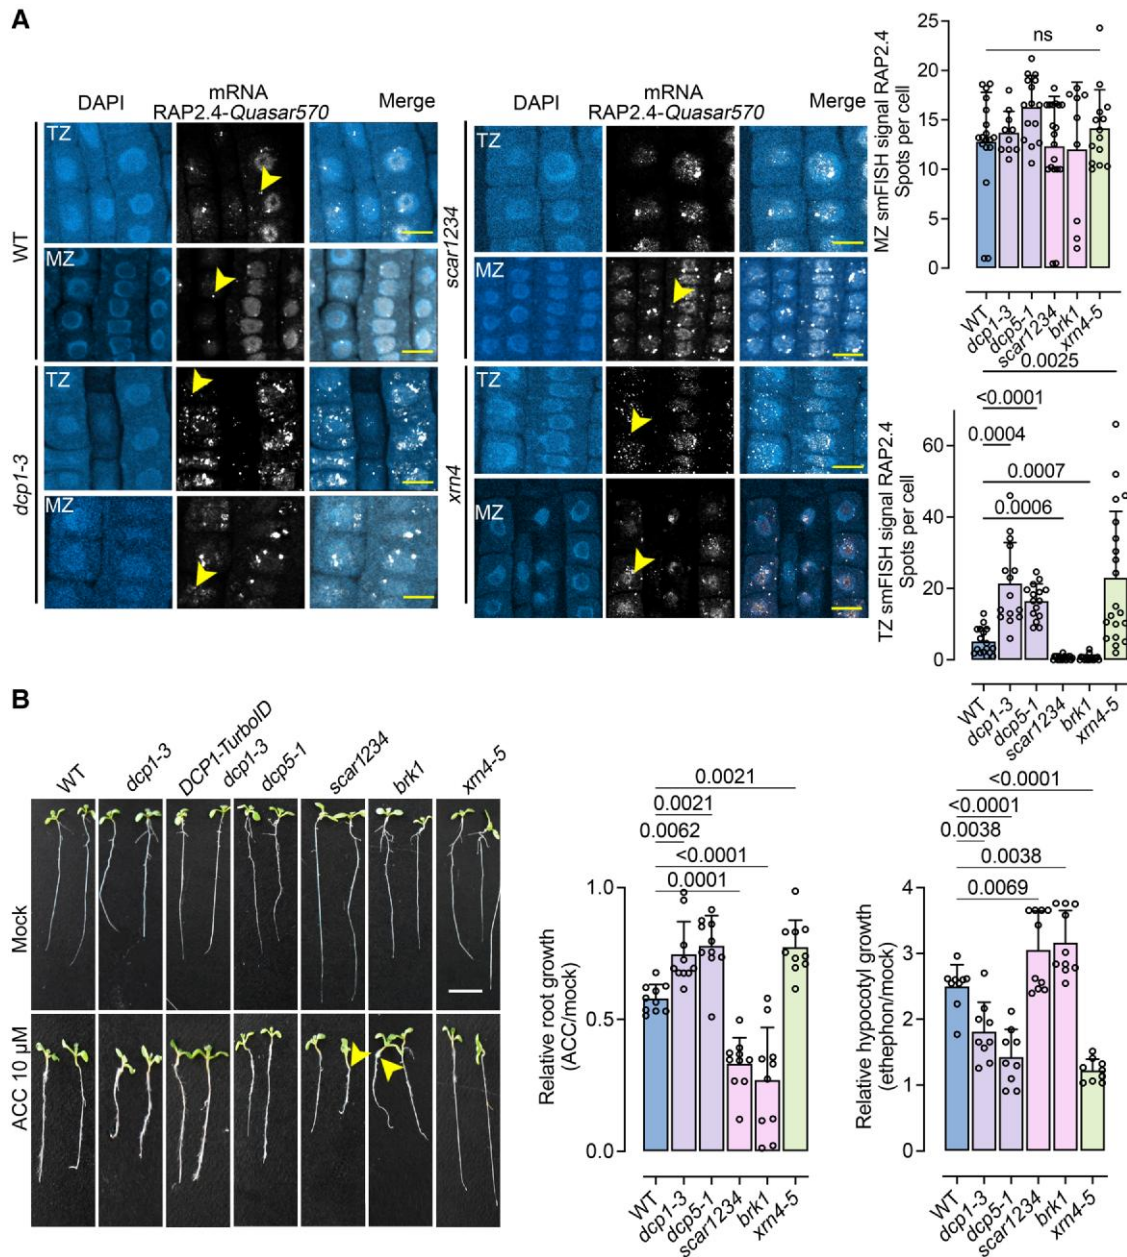 A
DAPI
mRNA
RAP2.4-Quasar570
Merge
WT
TZ
MZ
dcp1-3
TZ
MZ
DAPI
mRNA
RAP2.4-Quasar570
Merge
scar1234
TZ
MZ
xrn4
TZ
MZ
MZ smFISH signal RAP2.4
Spots per cell
25
20
15
10
5
0
ns
WT
dcp1-3
dcp5-1
scar1234
brk1
xrn4-5
TZ smFISH signal RAP2.4
Spots per cell
60
40
20
0
0.0025
<0.0001
0.0004
0.0007
0.0006
WT
dcp1-3
dcp5-1
scar1234
brk1
xrn4-5
B
WT
dcp1-3
DCP1-TurboID
dcp1-3
dcp5-1
scar1234
brk1
xrn4-5
Mock
ACC 10 µM
Relative root growth
(ACC/mock)
1.0
0.5
0.0
0.0021
0.0021
0.0062
<0.0001
0.0001
WT
dcp1-3
dcp5-1
scar1234
brk1
xrn4-5
Relative hypocotyl growth
(ethephon/mock)
4
3
2
1
0
<0.0001
<0.0001
0.0038
0.0038
0.0069
WT
dcp1-3
dcp5-1
scar1234
brk1
xrn4-5